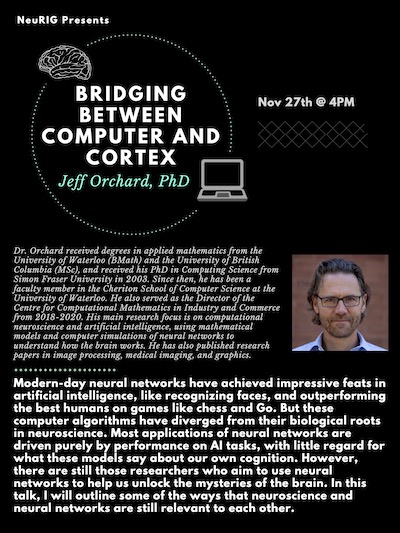 NeuRIG Presents
BRIDGING
BETWEEN
COMPUTER AND
CORTEX
Jeff Orchard, PhD
Nov 27th @ 4PM
Dr. Orchard received degrees in applied mathematics from the
University of Waterloo (BMath) and the University of British
Columbia (MSc), and received his PhD in Computing Science from
Simon Fraser University in 2003. Since then, he has been a
faculty member in the Cheriton School of Computer Science at the
University of Waterloo. He also served as the Director of the
Centre for Computational Mathematics in Industry and Commerce
from 2018-2020. His main research focus is on computational
neuroscience and artificial intelligence, using mathematical
models and computer simulations of neural networks to
understand how the brain works. He has also published research
papers in image processing, medical imaging, and graphics.
Modern-day neural networks have achieved impressive feats in
artificial intelligence, like recognizing faces, and outperforming
the best humans on games like chess and Go. But these
computer algorithms have diverged from their biological roots
in neuroscience. Most applications of neural networks are
driven purely by performance on AI tasks, with little regard for
what these models say about our own cognition. However,
there are still those researchers who aim to use neural
networks to help us unlock the mysteries of the brain. In this
talk, I will outline some of the ways that neuroscience and
neural networks are still relevant to each other.